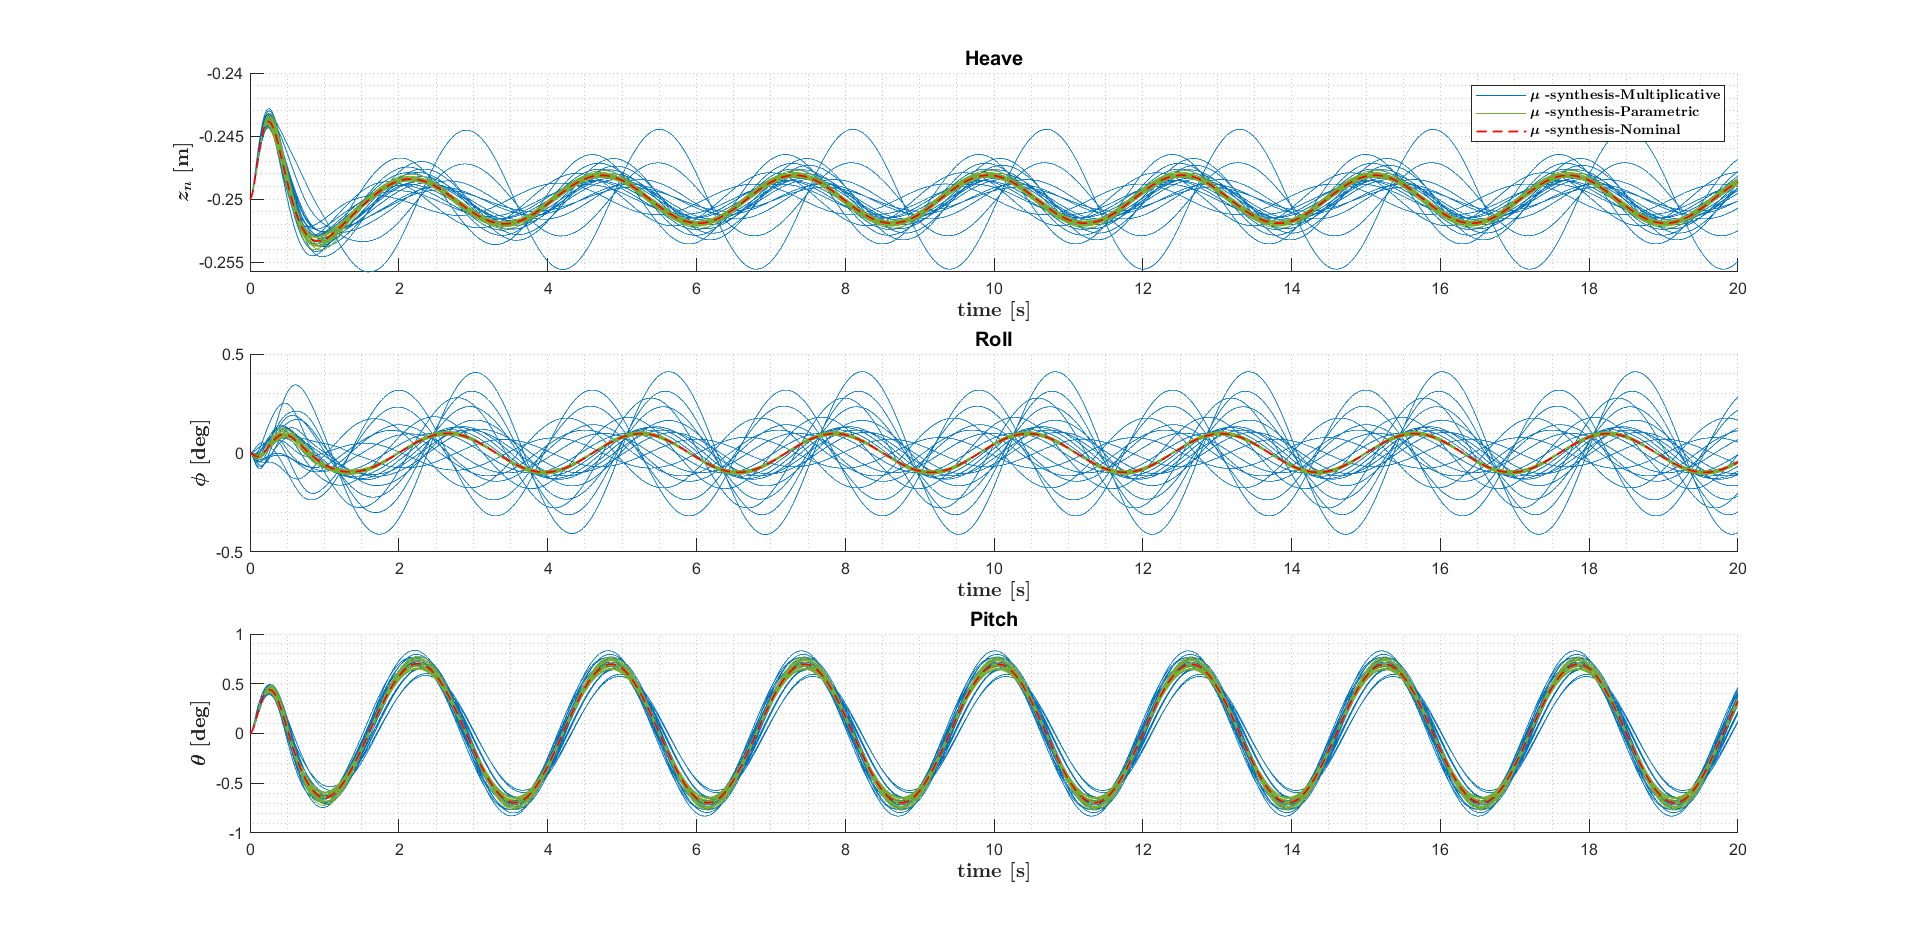 Heave
-0.24
-0.245
-0.25
-0.255
z_n [m]
μ -synthesis-Multiplicative
μ -synthesis-Parametric
μ -synthesis-Nominal
0 2 4 6 8 10 12 14 16 18 20
time [s]
Roll
0.5
0
-0.5
ϕ [deg]
0 2 4 6 8 10 12 14 16 18 20
time [s]
Pitch
1
0.5
0
-0.5
-1
θ [deg]
0 2 4 6 8 10 12 14 16 18 20
time [s]